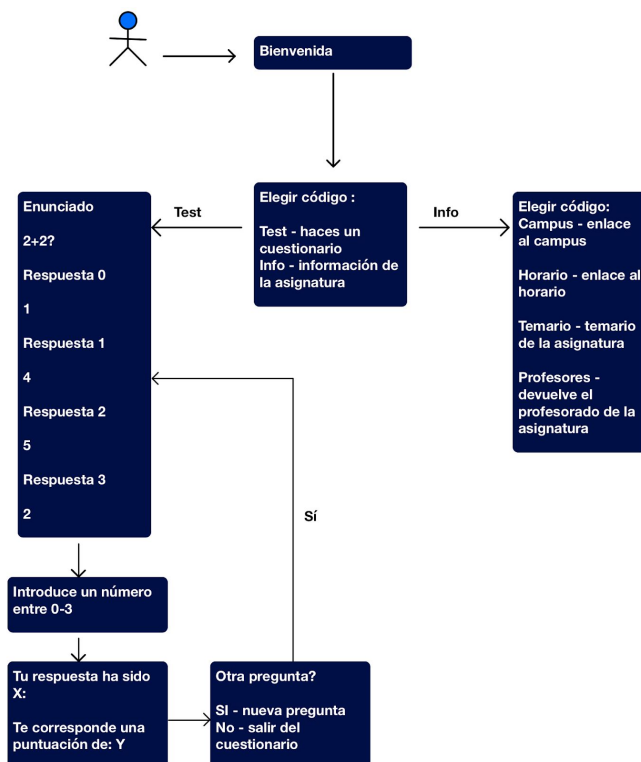 Bienvenida
Elegir código :
Test - haces un
cuestionario
Info - información de
la asignatura
Test
Info
Enunciado
2+2?
Respuesta 0
1
Respuesta 1
4
Respuesta 2
5
Respuesta 3
2
Elegir código:
Campus - enlace
al campus
Horario - enlace al
horario
Temario - temario
de la asignatura
Profesores -
devuelve el
profesorado de la
asignatura
Sí
Introduce un número
entre 0-3
Tu respuesta ha sido
X:
Te corresponde una
puntuación de: Y
Otra pregunta?
SI - nueva pregunta
No - salir del
cuestionario